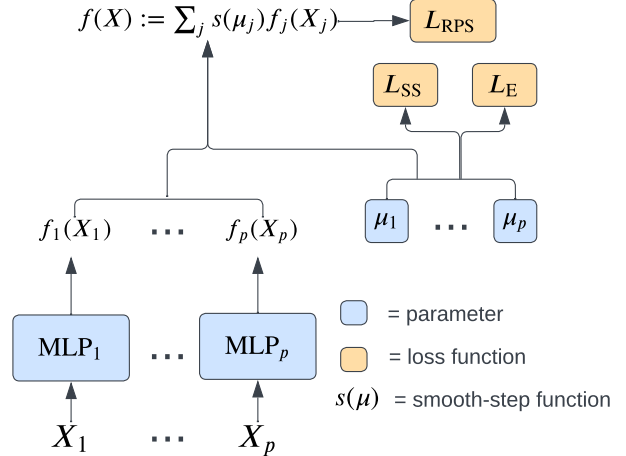 f(X) := ∑_j s(μ_j) f_j(X_j)
L_RPS
L_SS
L_E
f_1(X_1) ··· f_p(X_p)
μ_1 ··· μ_p
MLP_1 ··· MLP_p
X_1 ··· X_p
= parameter
= loss function
s(μ) = smooth-step function